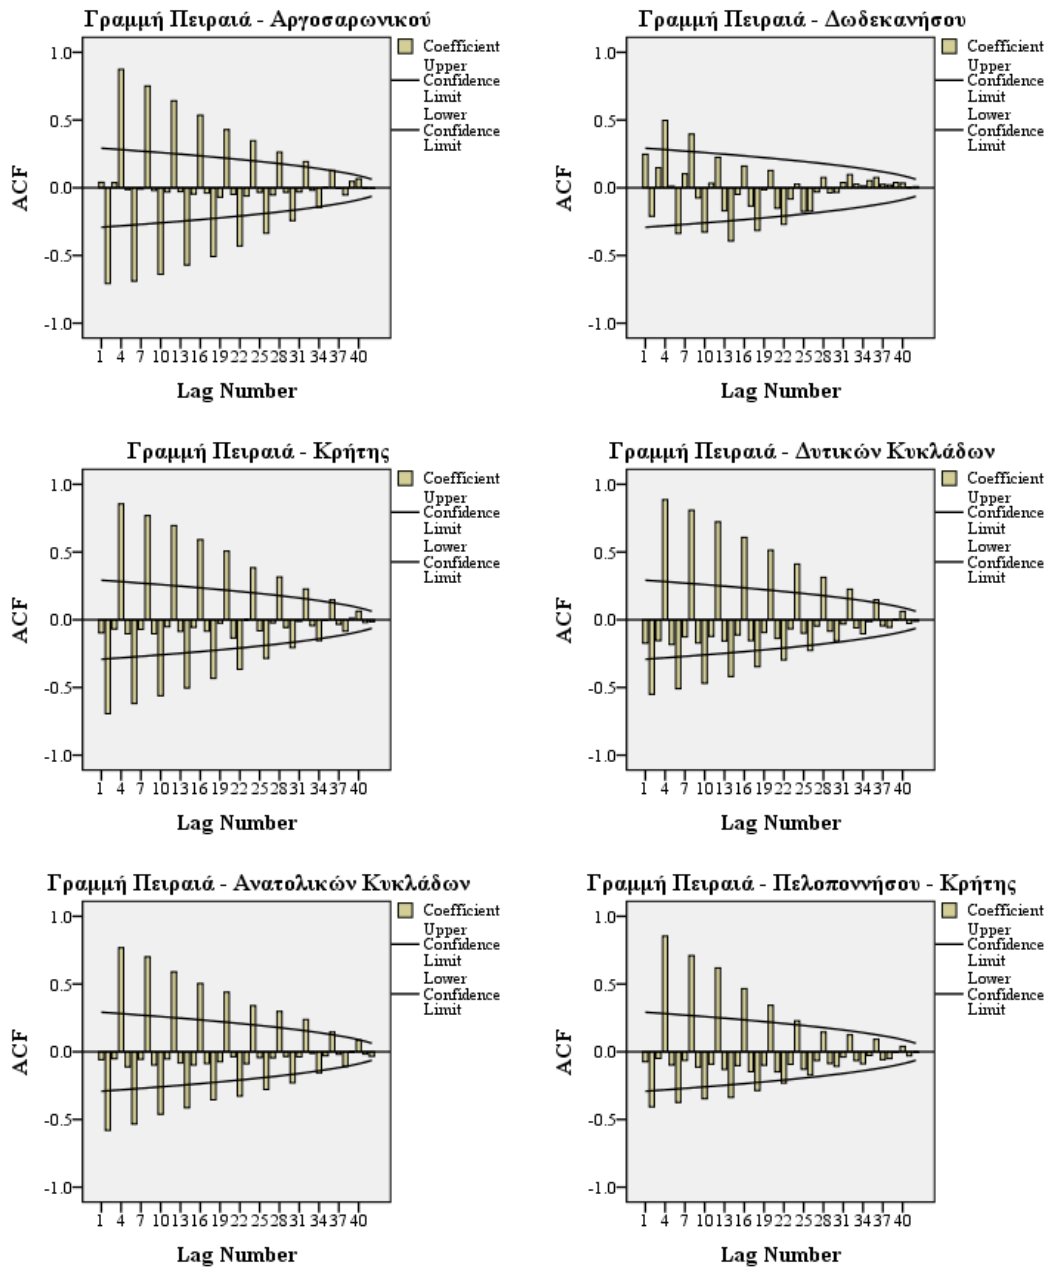 Γραμμή Πειραιά - Αργοσαρωνικού
Coefficient
Upper
Confidence
Limit
Lower
Confidence
Limit
ACF
1.0
0.5
0.0
-0.5
-1.0
1 4 7 10 13 16 19 22 25 28 31 34 37 40
Lag Number
Γραμμή Πειραιά - Δωδεκανήσου
Coefficient
Upper
Confidence
Limit
Lower
Confidence
Limit
ACF
1.0
0.5
0.0
-0.5
-1.0
1 4 7 10 13 16 19 22 25 28 31 34 37 40
Lag Number
Γραμμή Πειραιά - Κρήτης
Coefficient
Upper
Confidence
Limit
Lower
Confidence
Limit
ACF
1.0
0.5
0.0
-0.5
-1.0
1 4 7 10 13 16 19 22 25 28 31 34 37 40
Lag Number
Γραμμή Πειραιά - Δυτικών Κυκλάδων
Coefficient
Upper
Confidence
Limit
Lower
Confidence
Limit
ACF
1.0
0.5
0.0
-0.5
-1.0
1 4 7 10 13 16 19 22 25 28 31 34 37 40
Lag Number
Γραμμή Πειραιά - Ανατολικών Κυκλάδων
Coefficient
Upper
Confidence
Limit
Lower
Confidence
Limit
ACF
1.0
0.5
0.0
-0.5
-1.0
1 4 7 10 13 16 19 22 25 28 31 34 37 40
Lag Number
Γραμμή Πειραιά - Πελοποννήσου - Κρήτης
Coefficient
Upper
Confidence
Limit
Lower
Confidence
Limit
ACF
1.0
0.5
0.0
-0.5
-1.0
1 4 7 10 13 16 19 22 25 28 31 34 37 40
Lag Number